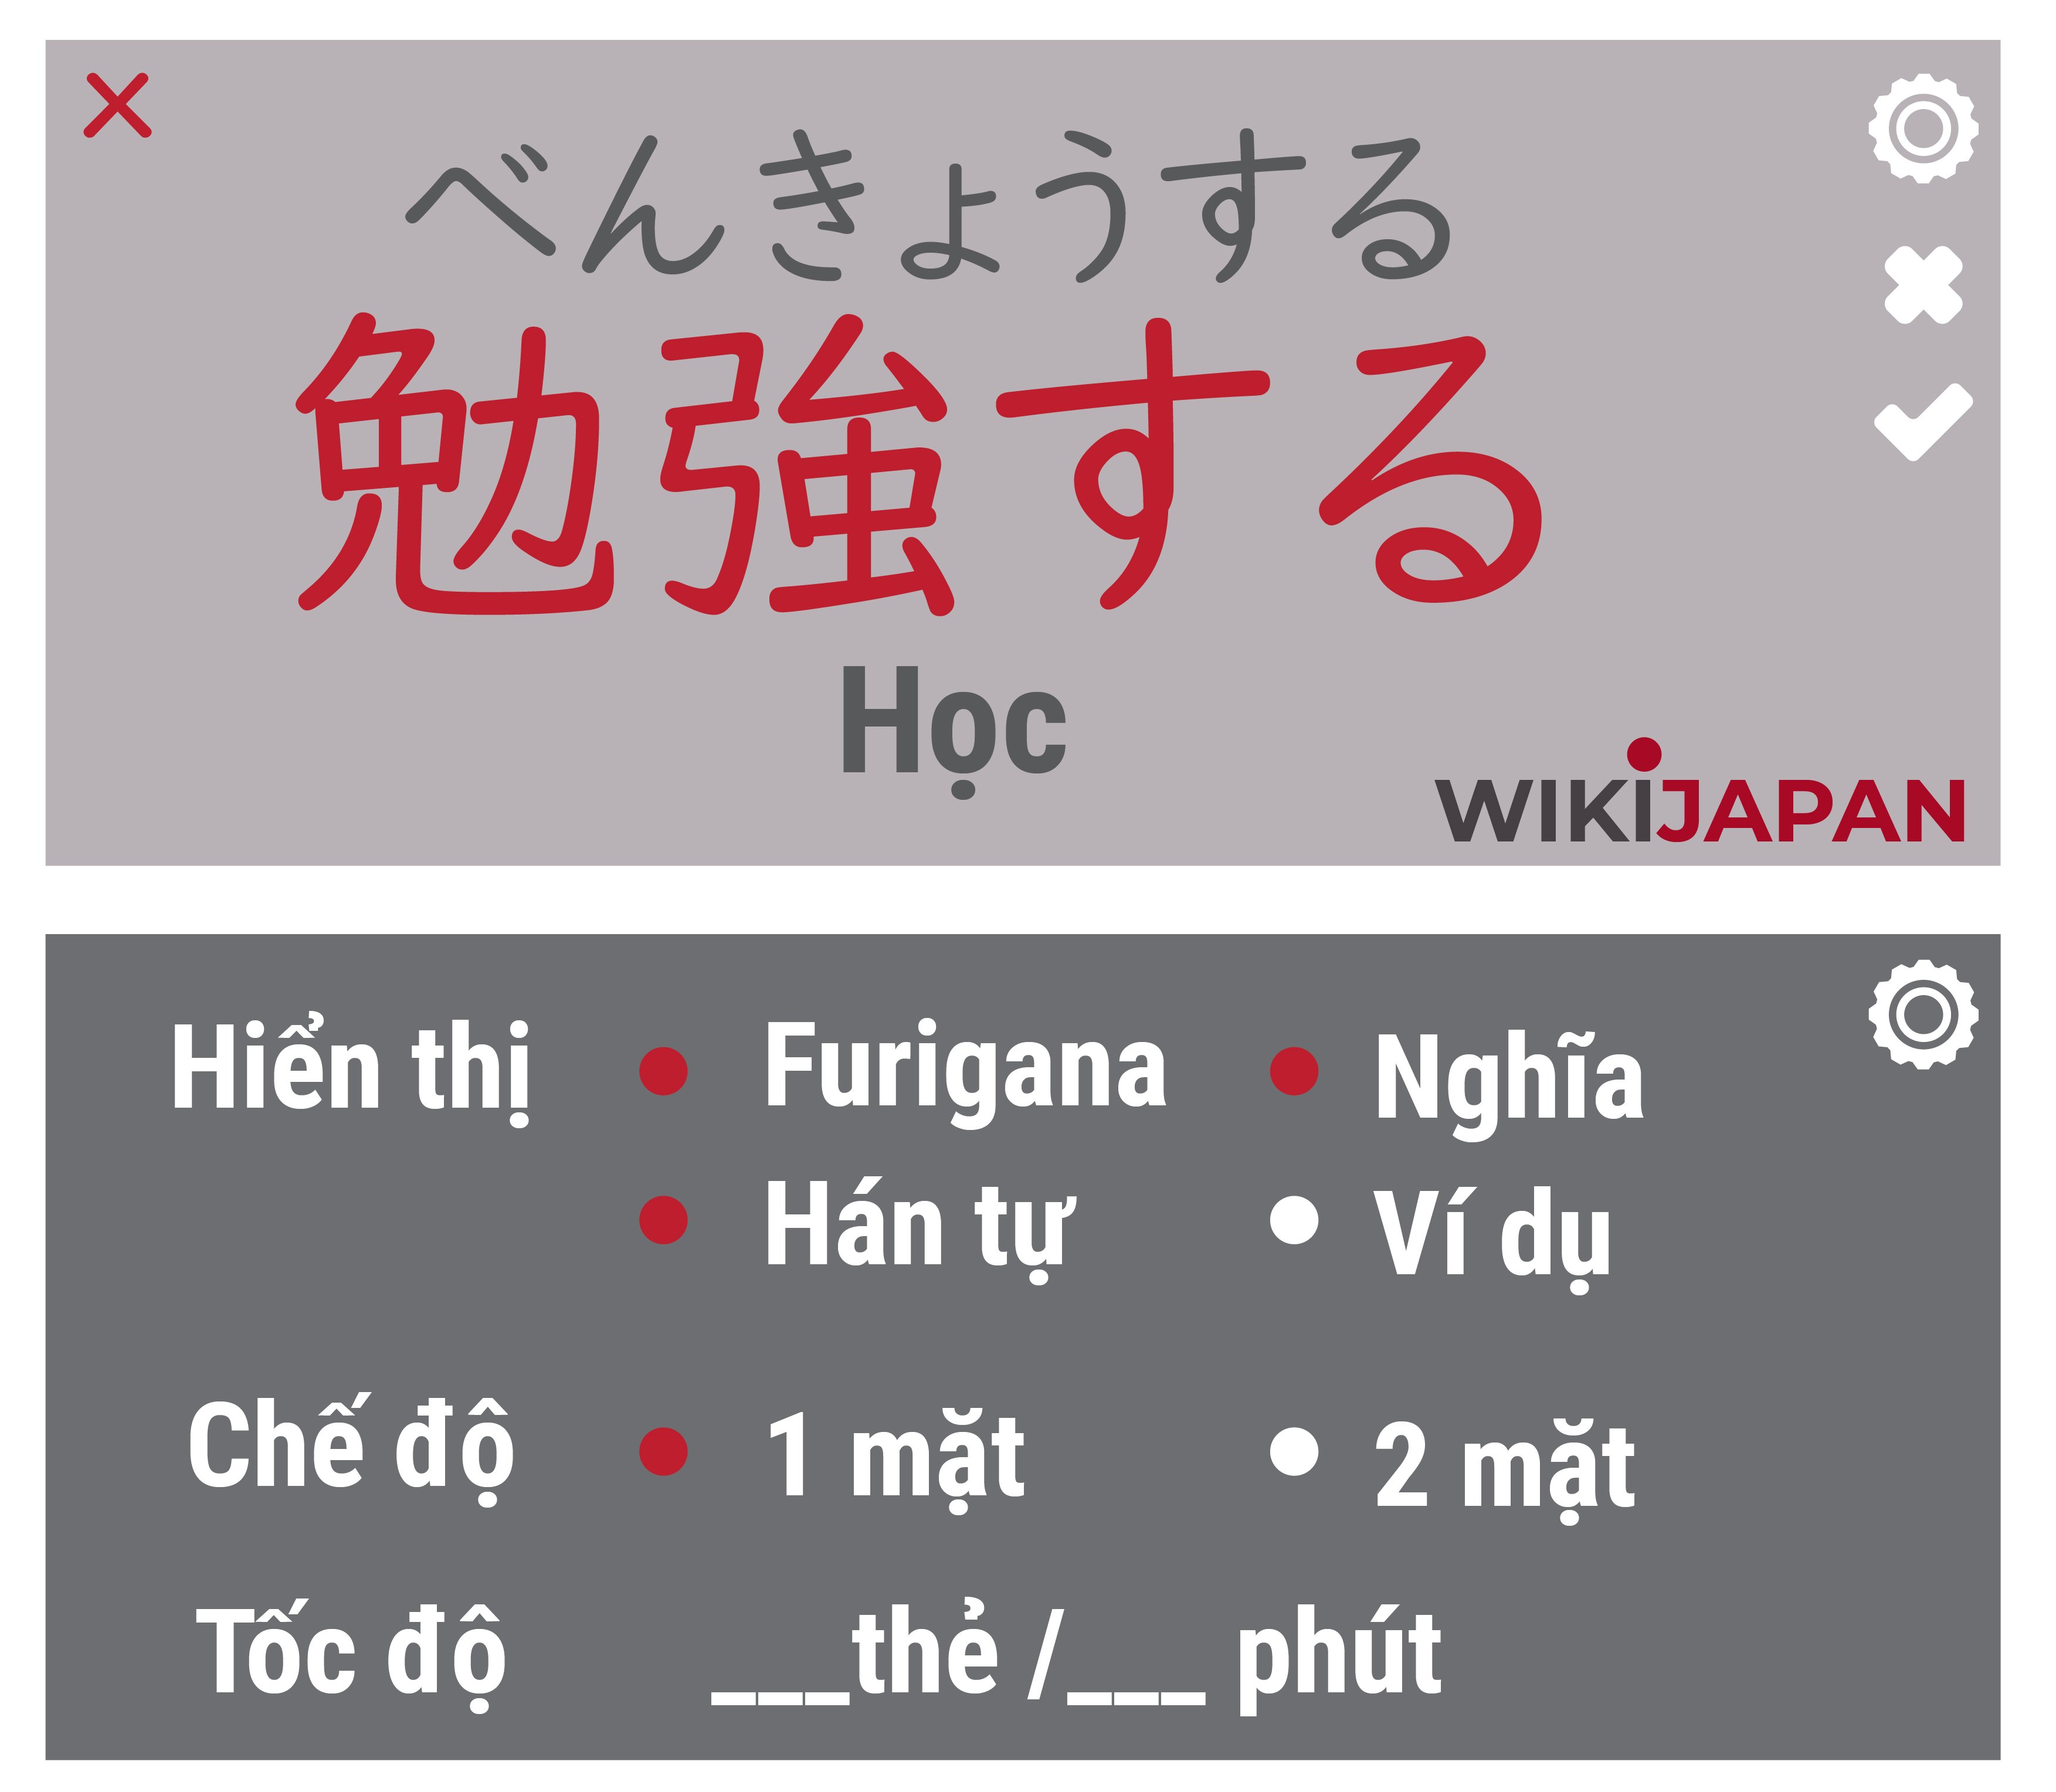 べんきょうする
勉強する
Học
WIKIJAPAN
Hiển thị Furigana Nghĩa
Hán tự Ví dụ
Chế độ 1 mặt 2 mặt
Tốc độ ___thẻ /___ phút